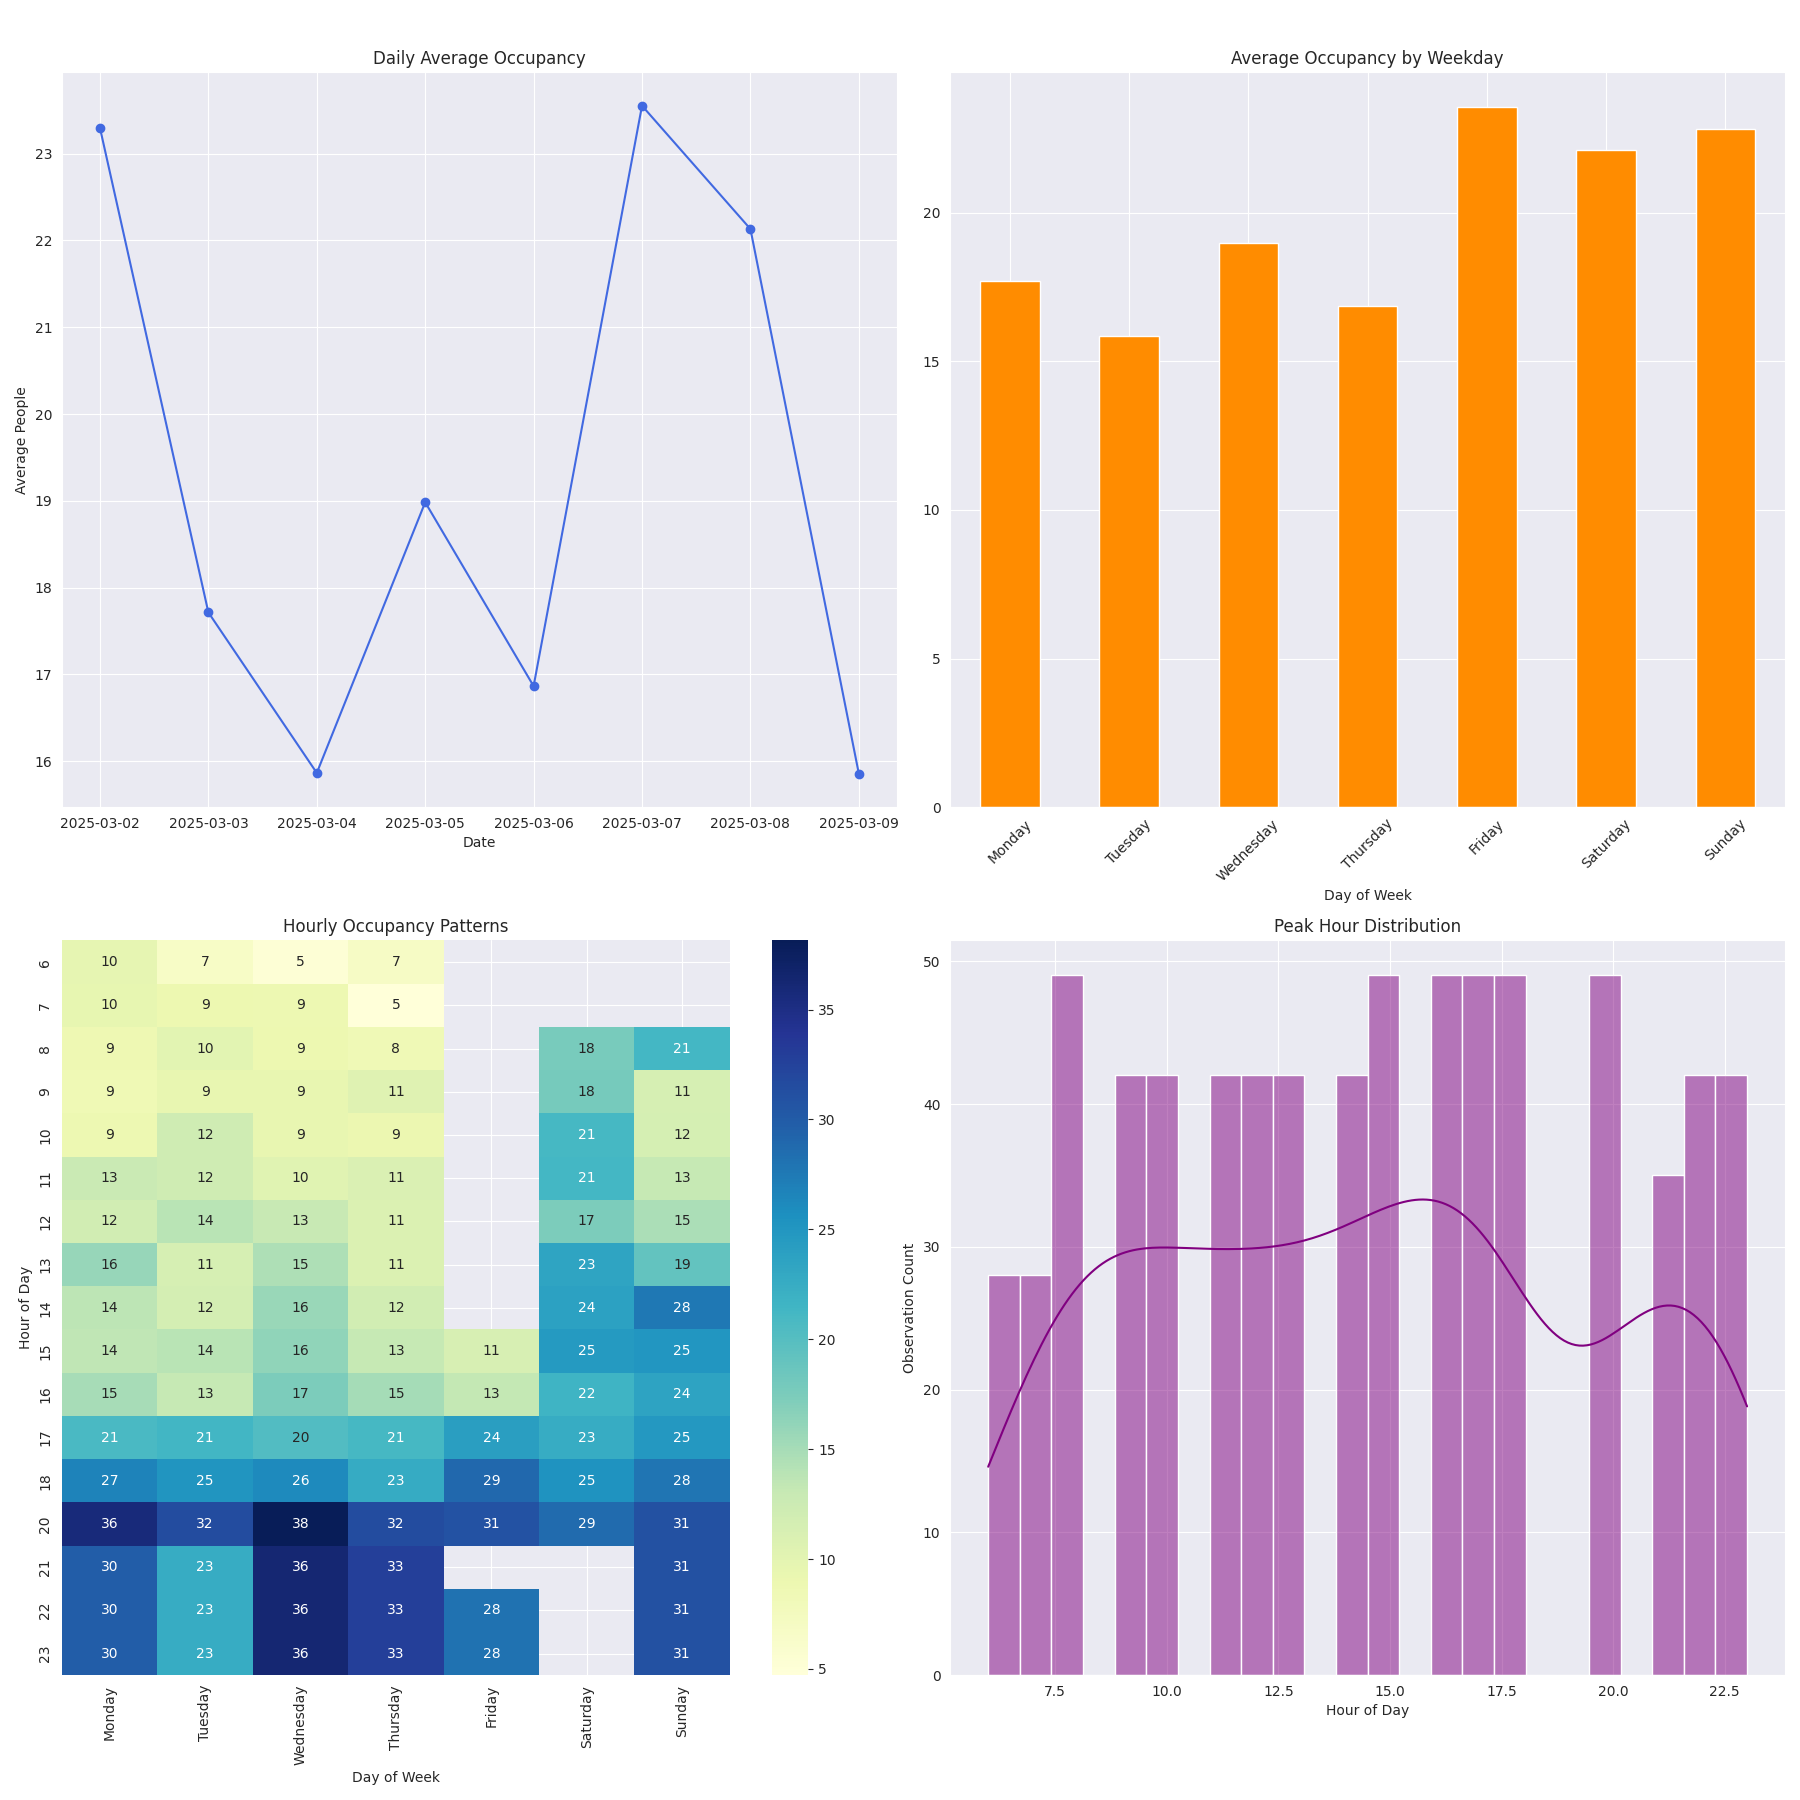 Daily Average Occupancy
Average People
23
22
21
20
19
18
17
16
2025-03-02 2025-03-03 2025-03-04 2025-03-05 2025-03-06 2025-03-07 2025-03-08 2025-03-09
Date
Average Occupancy by Weekday
20
15
10
5
0
Monday Tuesday Wednesday Thursday Friday Saturday Sunday
Day of Week
Hourly Occupancy Patterns
Hour of Day
6 10 7 5 7
7 10 9 9 5
8 9 10 9 8 18 21
9 9 9 9 11 18 11
10 9 12 9 9 21 12
11 13 12 10 11 21 13
12 12 14 13 11 17 15
13 16 11 15 11 23 19
14 14 12 16 12 24 28
15 14 14 16 13 11 25 25
16 15 13 17 15 13 22 24
17 21 21 20 21 24 23 25
18 27 25 26 23 29 25 28
20 36 32 38 32 31 29 31
21 30 23 36 33 31
22 30 23 36 33 28 31
23 30 23 36 33 28 31
Monday Tuesday Wednesday Thursday Friday Saturday Sunday
Day of Week
35
30
25
20
15
10
5
Peak Hour Distribution
Observation Count
50
40
30
20
10
0
7.5 10.0 12.5 15.0 17.5 20.0 22.5
Hour of Day